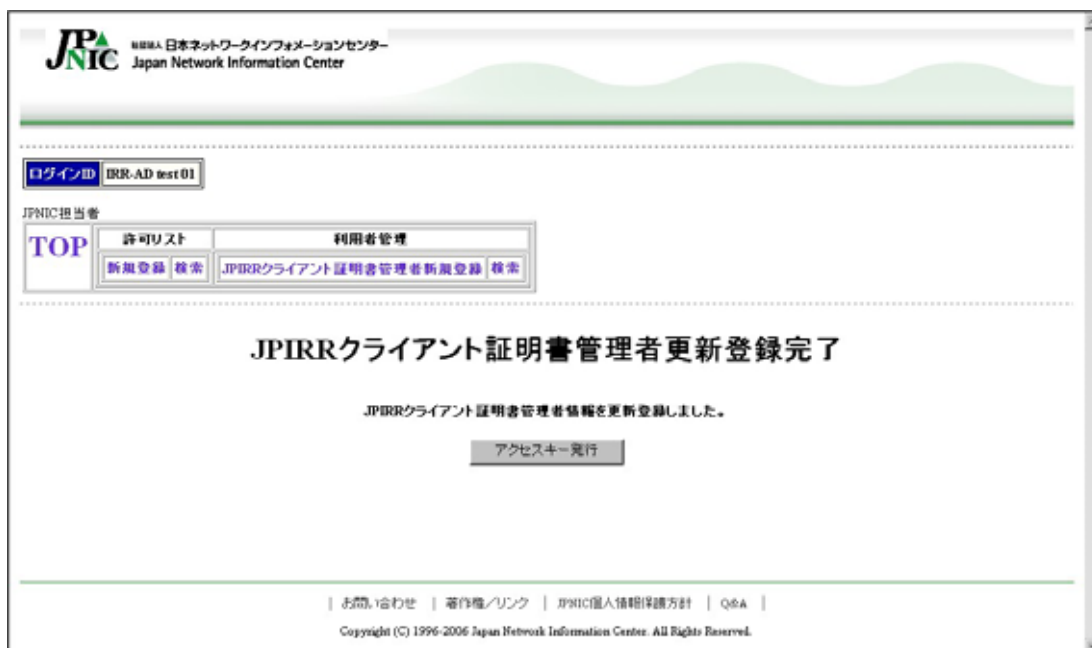 JPNIC 社団法人 日本ネットワークインフォメーションセンター
Japan Network Information Center
ログインID IRR-AD test01
JPNIC担当者
TOP 許可リスト 利用者管理
新規登録 検索 JPIRRクライアント証明書管理者新規登録 検索
JPIRRクライアント証明書管理者更新登録完了
JPIRRクライアント証明書管理者情報を更新登録しました。
アクセスキー発行
| お問い合わせ | 著作権/リンク | JPNIC個人情報保護方針 | Q&A |
Copyright (C) 1996-2006 Japan Network Information Center. All Rights Reserved.